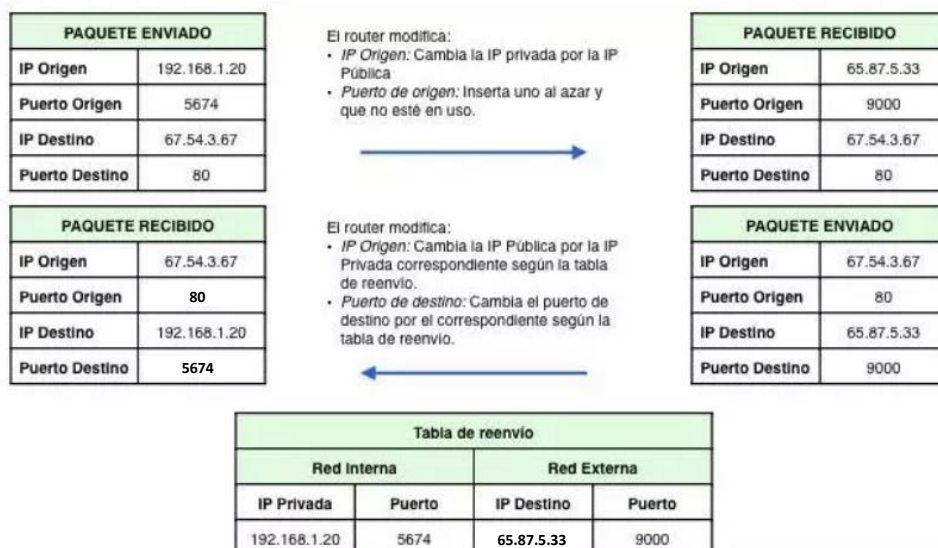 PAQUETE ENVIADO
IP Origen 192.168.1.20
Puerto Origen 5674
IP Destino 67.54.3.67
Puerto Destino 80
El router modifica:
• IP Origen: Cambia la IP privada por la IP
Pública
• Puerto de origen: Inserta uno al azar y
que no esté en uso.
PAQUETE RECIBIDO
IP Origen 65.87.5.33
Puerto Origen 9000
IP Destino 67.54.3.67
Puerto Destino 80
PAQUETE RECIBIDO
IP Origen 67.54.3.67
Puerto Origen 80
IP Destino 192.168.1.20
Puerto Destino 5674
El router modifica:
• IP Origen: Cambia la IP Pública por la IP
Privada correspondiente según la tabla
de reenvío.
• Puerto de destino: Cambia el puerto de
destino por el correspondiente según la
tabla de reenvío.
PAQUETE ENVIADO
IP Origen 67.54.3.67
Puerto Origen 80
IP Destino 65.87.5.33
Puerto Destino 9000
Tabla de reenvío
Red Interna Red Externa
IP Privada Puerto IP Destino Puerto
192.168.1.20 5674 65.87.5.33 9000